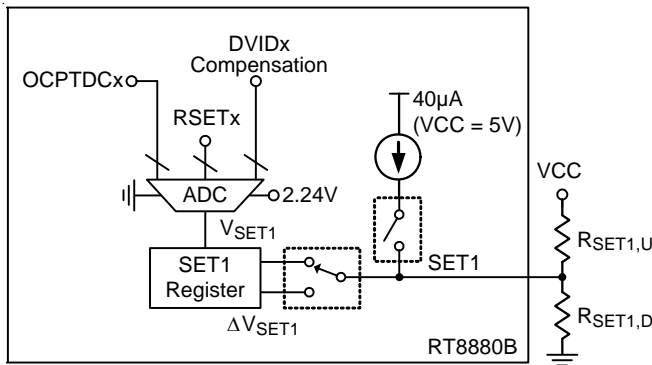 DVIDx
Compensation
OCPTDCx
RSETx
40µA
(VCC = 5V)
VCC
ADC
2.24V
VSET1
RSET1,U
SET1
Register
SET1
ΔVSET1
RSET1,D
RT8880B